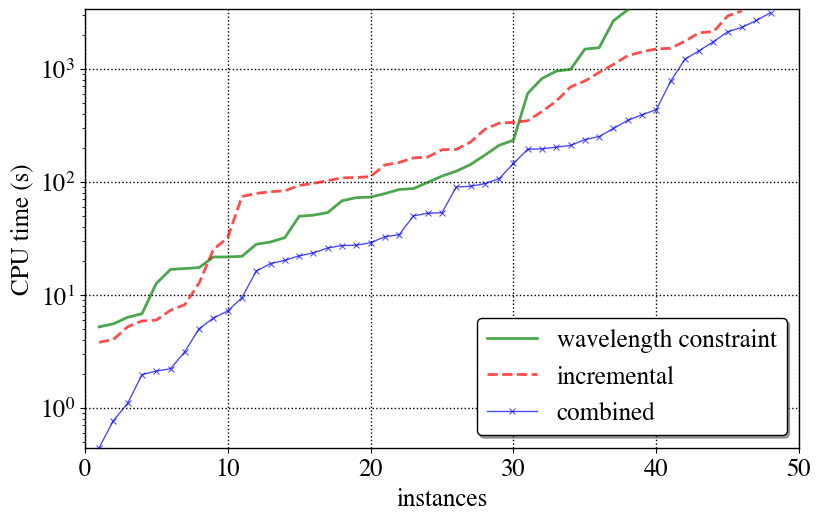 10³
10²
10¹
10⁰
CPU time (s)
0
10
20
30
40
50
instances
wavelength constraint
incremental
combined